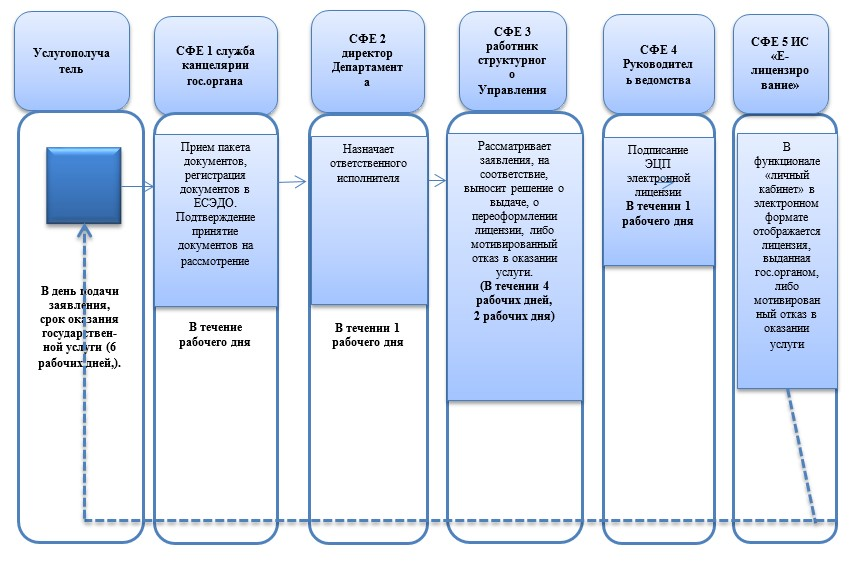 Услугополуча
тель
СФЕ 1 служба
канцелярии
гос.органа
СФЕ 2
директор
Департамент
а
СФЕ 3
работник
структурног
о
Управления
СФЕ 4
Руководител
ь ведомства
СФЕ 5 ИС
«Е-
лицензиро
вание»
В день подачи
заявления,
срок оказания
государствен-
ной услуги (6
рабочих дней,).
Прием пакета
документов,
регистрация
документов в
ЕСЭДО.
Подтверждение
принятие
документов на
рассмотрение
В течение
рабочего дня
Назначает
ответственного
исполнителя
В течении 1
рабочего дня
Рассматривает
заявления, на
соответствие,
выносит решение о
выдаче, о
переоформлении
лицензии, либо
мотивированный
отказ в оказании
услуги.
(В течении 4
рабочих дней,
2 рабочих дня)
Подписание
ЭЦП
электронной
лицензии
В течении 1
рабочего дня
В
функционале
«личный
кабинет» в
электронном
формате
отображается
лицензия,
выданная
гос.органом,
либо
мотивирован
ный отказ в
оказании
услуги